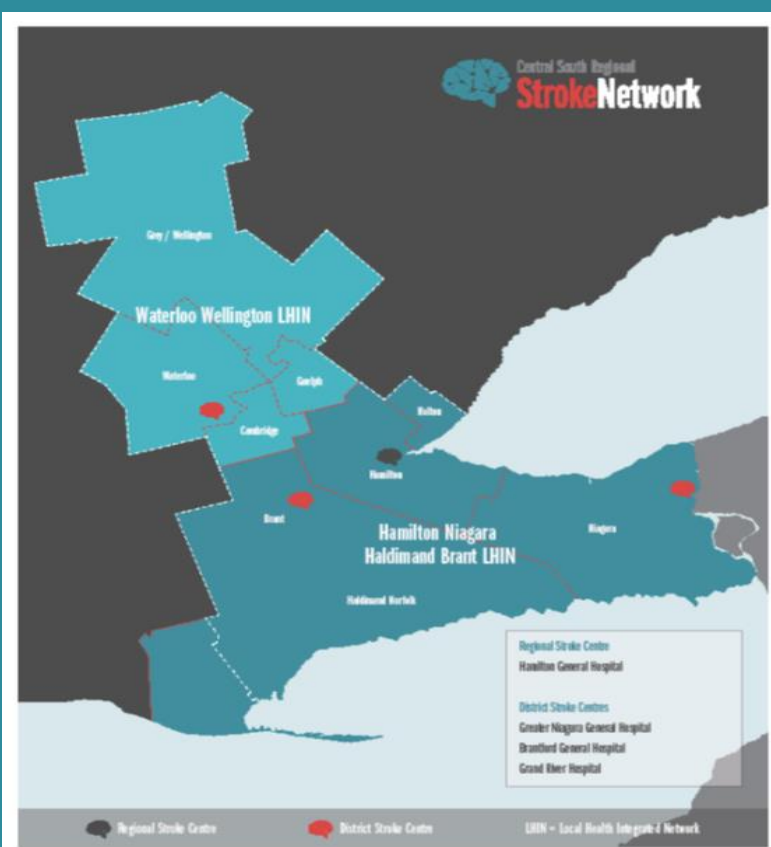 Central South Regional
StrokeNetwork
Grey / Wellington
Waterloo Wellington LHIN
Waterloo
Guelph
Cambridge
Halton
Hamilton
Brant
Hamilton Niagara
Haldimand Brant LHIN
Niagara
Haldimand Norfolk
Regional Stroke Centre
Hamilton General Hospital
District Stroke Centres
Greater Niagara General Hospital
Brantford General Hospital
Grand River Hospital
Regional Stroke Centre
District Stroke Centre
LHIN = Local Health Integrated Network